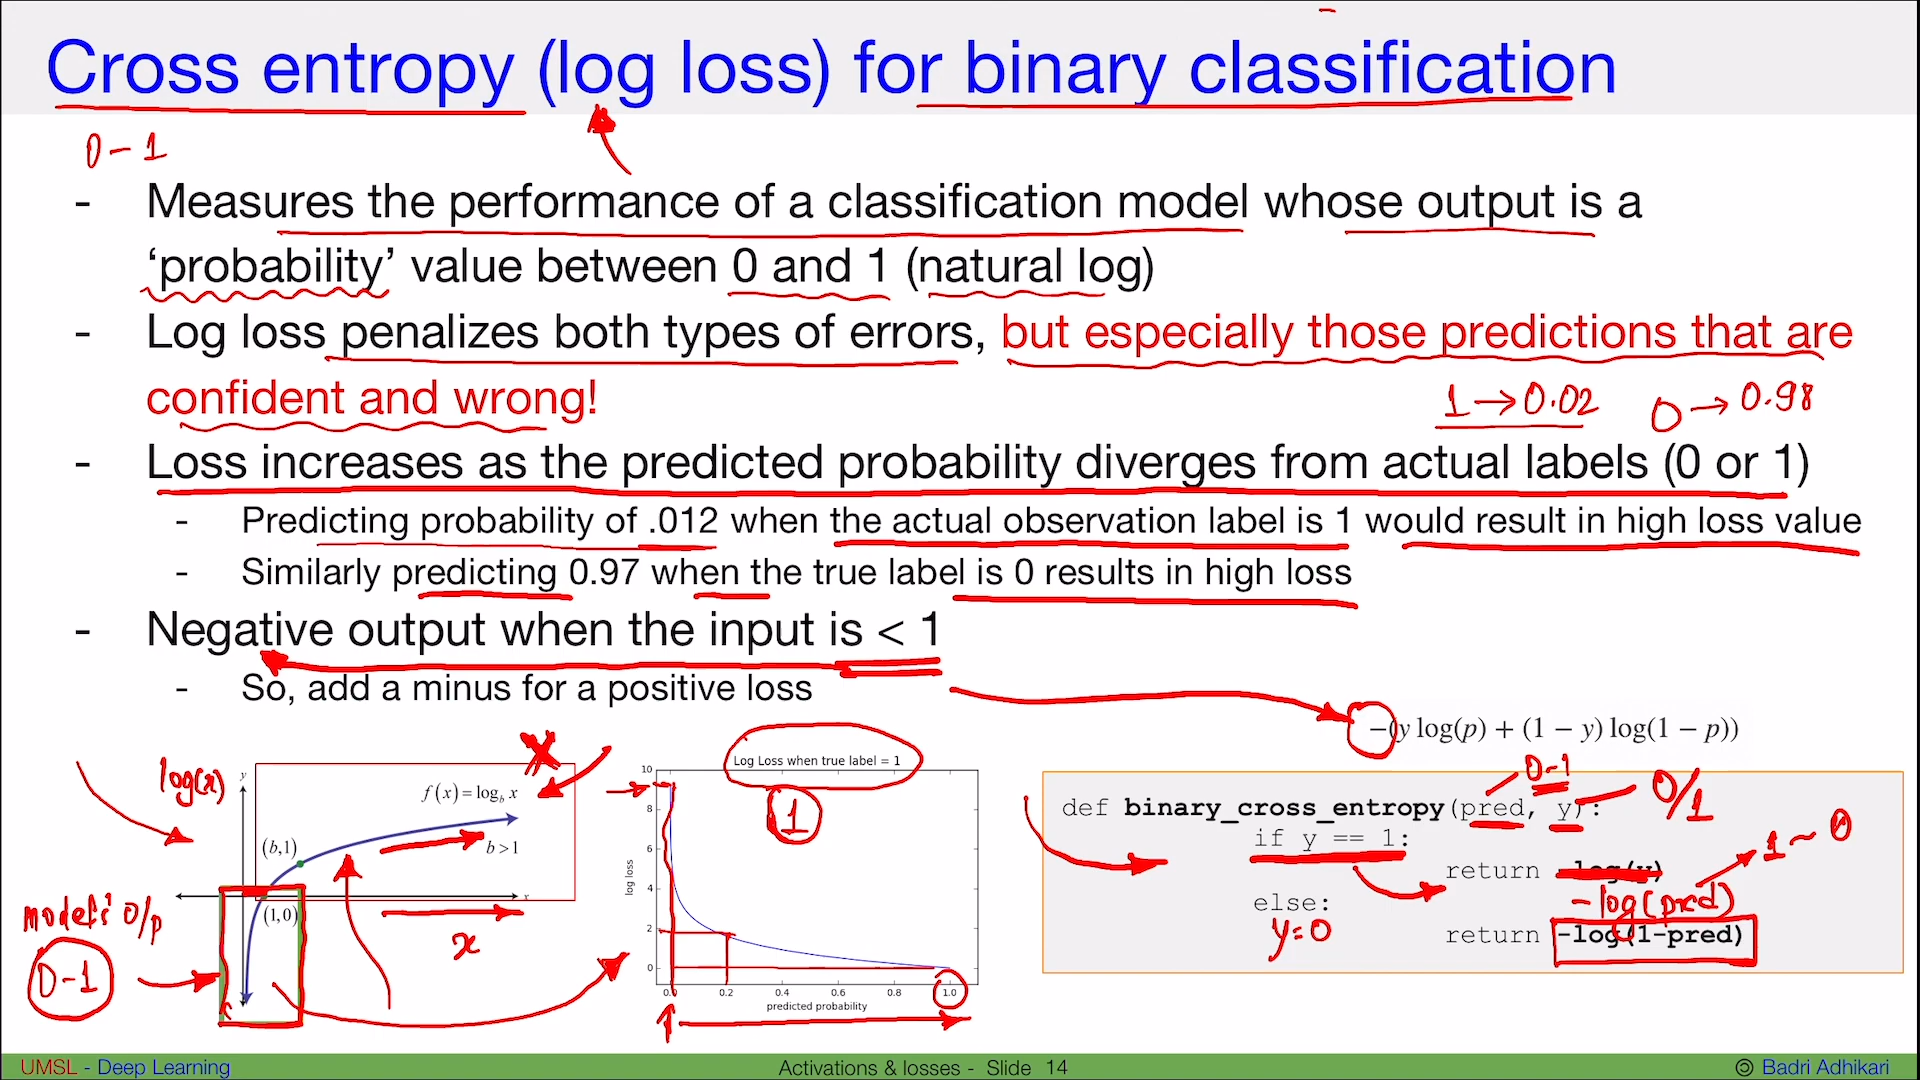 Cross entropy (log loss) for binary classification
0-1
- Measures the performance of a classification model whose output is a
‘probability’ value between 0 and 1 (natural log)
- Log loss penalizes both types of errors, but especially those predictions that are
confident and wrong!
1→0.02 0→0.98
- Loss increases as the predicted probability diverges from actual labels (0 or 1)
- Predicting probability of .012 when the actual observation label is 1 would result in high loss value
- Similarly predicting 0.97 when the true label is 0 results in high loss
- Negative output when the input is < 1
- So, add a minus for a positive loss
−(y log(p) + (1 − y) log(1 − p))
log(x)
y
f(x)=log_b x
(b,1)
b>1
x
(1,0)
model's O/p
x
0-1
Log Loss when true label = 1
1
10
8
6
4
2
0
log loss
0.0 0.2 0.4 0.6 0.8 1.0
predicted probability
0-1
0/1
def binary_cross_entropy(pred, y):
if y == 1:
1 ~ 0
return -log(y)
-log(pred)
else:
y=0
return -log(1-pred)
UMSL - Deep Learning
Activations & losses - Slide 14
© Badri Adhikari